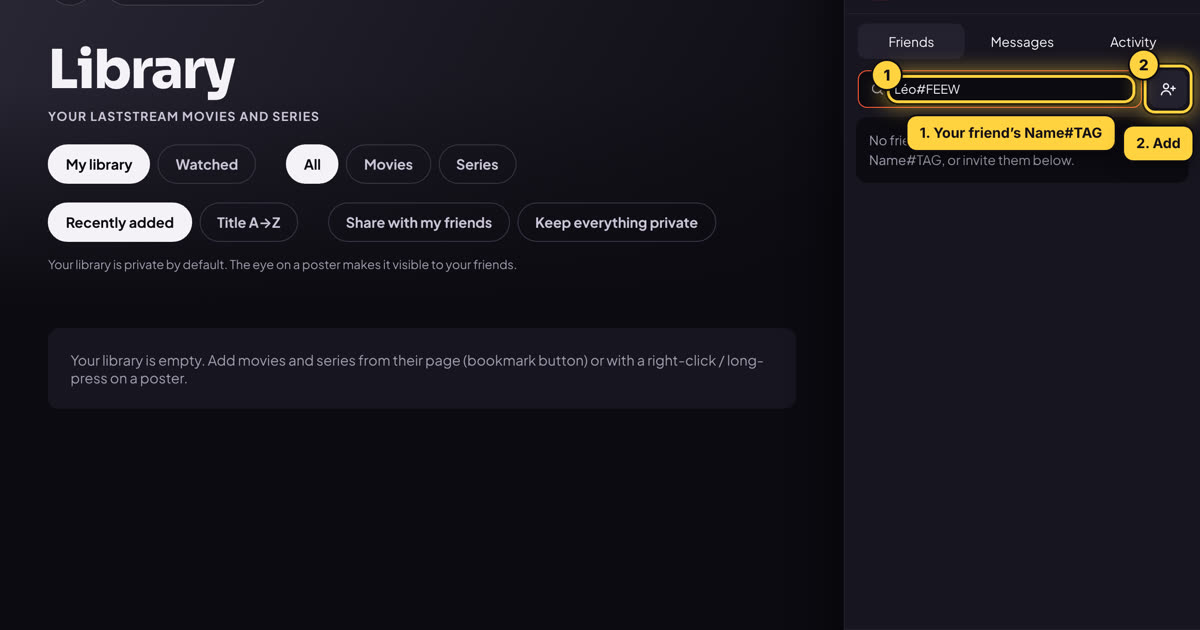 Library
YOUR LASTSTREAM MOVIES AND SERIES
My library Watched All Movies Series
Recently added Title A→Z Share with my friends Keep everything private
Your library is private by default. The eye on a poster makes it visible to your friends.
Your library is empty. Add movies and series from their page (bookmark button) or with a right-click / long-
press on a poster.
Friends Messages Activity
1
2
Léo#FEEW
1. Your friend's Name#TAG
2. Add
No
Name#TAG, or invite them below.